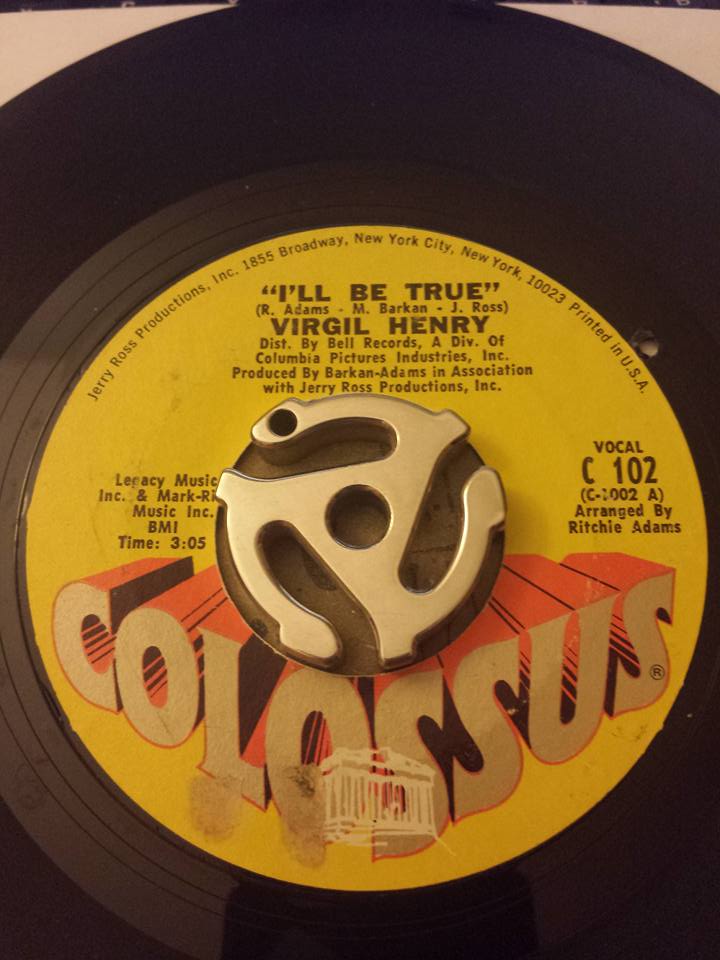 Jerry Ross Productions, Inc. 1855 Broadway, New York City, New York, 10023 Printed in U.S.A.
"I'LL BE TRUE"
(R. Adams - M. Barkan - J. Ross)
VIRGIL HENRY
Dist. By Bell Records, A Div. Of
Columbia Pictures Industries, Inc.
Produced By Barkan-Adams in Association
with Jerry Ross Productions, Inc.
Legacy Music
Inc. & Mark-Ri
Music Inc.
BMI
Time: 3:05
VOCAL
C 102
(C-1002 A)
Arranged By
Ritchie Adams
COLOSSUS
®